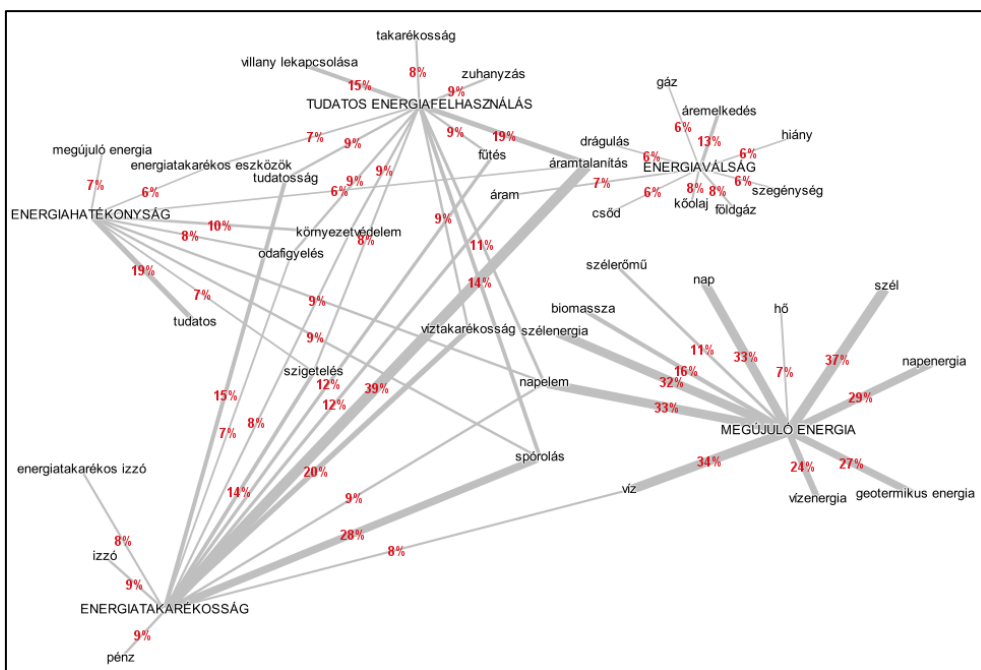 takarékosság
villany lekapcsolása
8%
zuhanyzás
15%
9%
gáz
TUDATOS ENERGIAFELHASZNÁLÁS
áremelkedés
6%
hiány
7%
9%
9%
19%
drágulás
13%
megújuló energia
fűtés
6%
6%
energiatakarékos eszközök
áramtalanítás
ENERGIAVÁLSÁG
tudatosság
9%
9%
7%
6%
7%
6%
6%
áram
6%
8%
8%
szegénység
kőolaj
földgáz
csőd
ENERGIAHATÉKONYSÁG
10%
9%
környezetvédelem
8%
8%
11%
odafigyelés
19%
14%
szélerőmű
nap
szél
7%
9%
biomassza
hő
tudatos
víztakarékosság
szélenergia
9%
11%
33%
37%
napenergia
szigetelés
16%
7%
12%
napelem
32%
29%
15%
39%
12%
33%
8%
MEGÚJULÓ ENERGIA
7%
spórolás
34%
24%
27%
energiatakarékos izzó
20%
14%
9%
víz
vízenergia
geotermikus energia
28%
8%
8%
izzó
9%
ENERGIATAKARÉKOSSÁG
9%
pénz